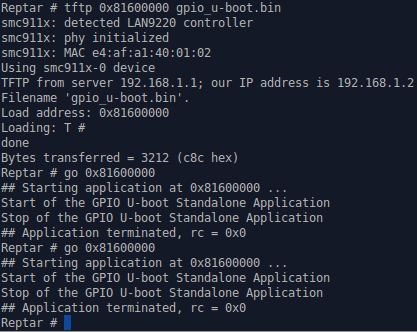 Reptar # tftp 0x81600000 gpio_u-boot.bin
smc911x: detected LAN9220 controller
smc911x: phy initialized
smc911x: MAC e4:af:a1:40:01:02
Using smc911x-0 device
TFTP from server 192.168.1.1; our IP address is 192.168.1.2
Filename 'gpio_u-boot.bin'.
Load address: 0x81600000
Loading: T #
done
Bytes transferred = 3212 (c8c hex)
Reptar # go 0x81600000
## Starting application at 0x81600000 ...
Start of the GPIO U-boot Standalone Application
Stop of the GPIO U-boot Standalone Application
## Application terminated, rc = 0x0
Reptar # go 0x81600000
## Starting application at 0x81600000 ...
Start of the GPIO U-boot Standalone Application
Stop of the GPIO U-boot Standalone Application
## Application terminated, rc = 0x0
Reptar #